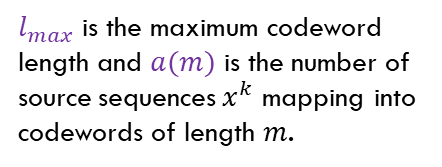 l_max is the maximum codeword
length and a(m) is the number of
source sequences x^k mapping into
codewords of length m.